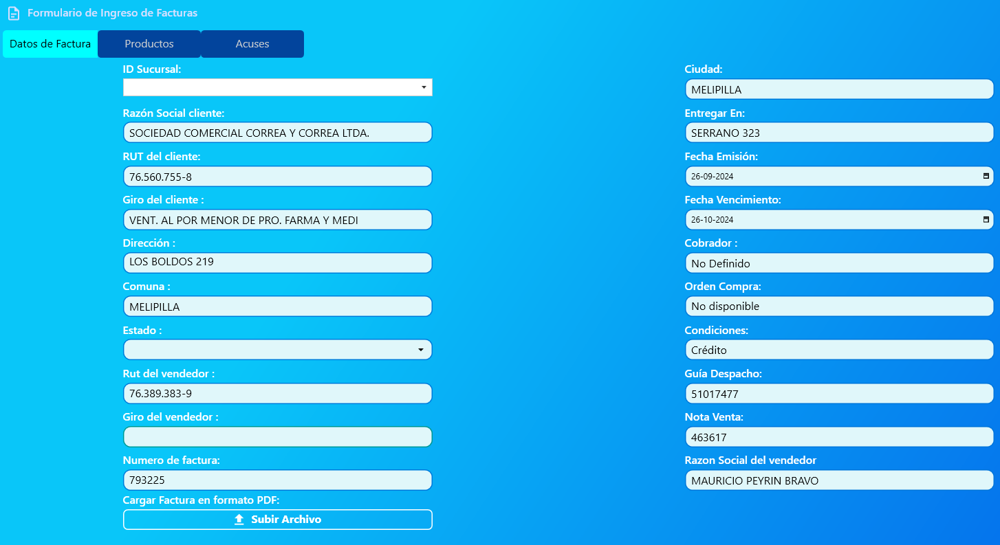 Formulario de Ingreso de Facturas
Datos de Factura
Productos
Acuses
ID Sucursal:
Razón Social cliente:
SOCIEDAD COMERCIAL CORREA Y CORREA LTDA.
RUT del cliente:
76.560.755-8
Giro del cliente :
VENT. AL POR MENOR DE PRO. FARMA Y MEDI
Dirección :
LOS BOLDOS 219
Comuna :
MELIPILLA
Estado :
Rut del vendedor :
76.389.383-9
Giro del vendedor :
Numero de factura:
793225
Cargar Factura en formato PDF:
Subir Archivo
Ciudad:
MELIPILLA
Entregar En:
SERRANO 323
Fecha Emisión:
26-09-2024
Fecha Vencimiento:
26-10-2024
Cobrador :
No Definido
Orden Compra:
No disponible
Condiciones:
Crédito
Guía Despacho:
51017477
Nota Venta:
463617
Razon Social del vendedor
MAURICIO PEYRIN BRAVO